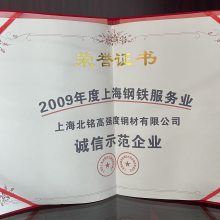 荣誉证书
2009年度上海钢铁服务业
上海北铭高强度钢材有限公司
诚信示范企业